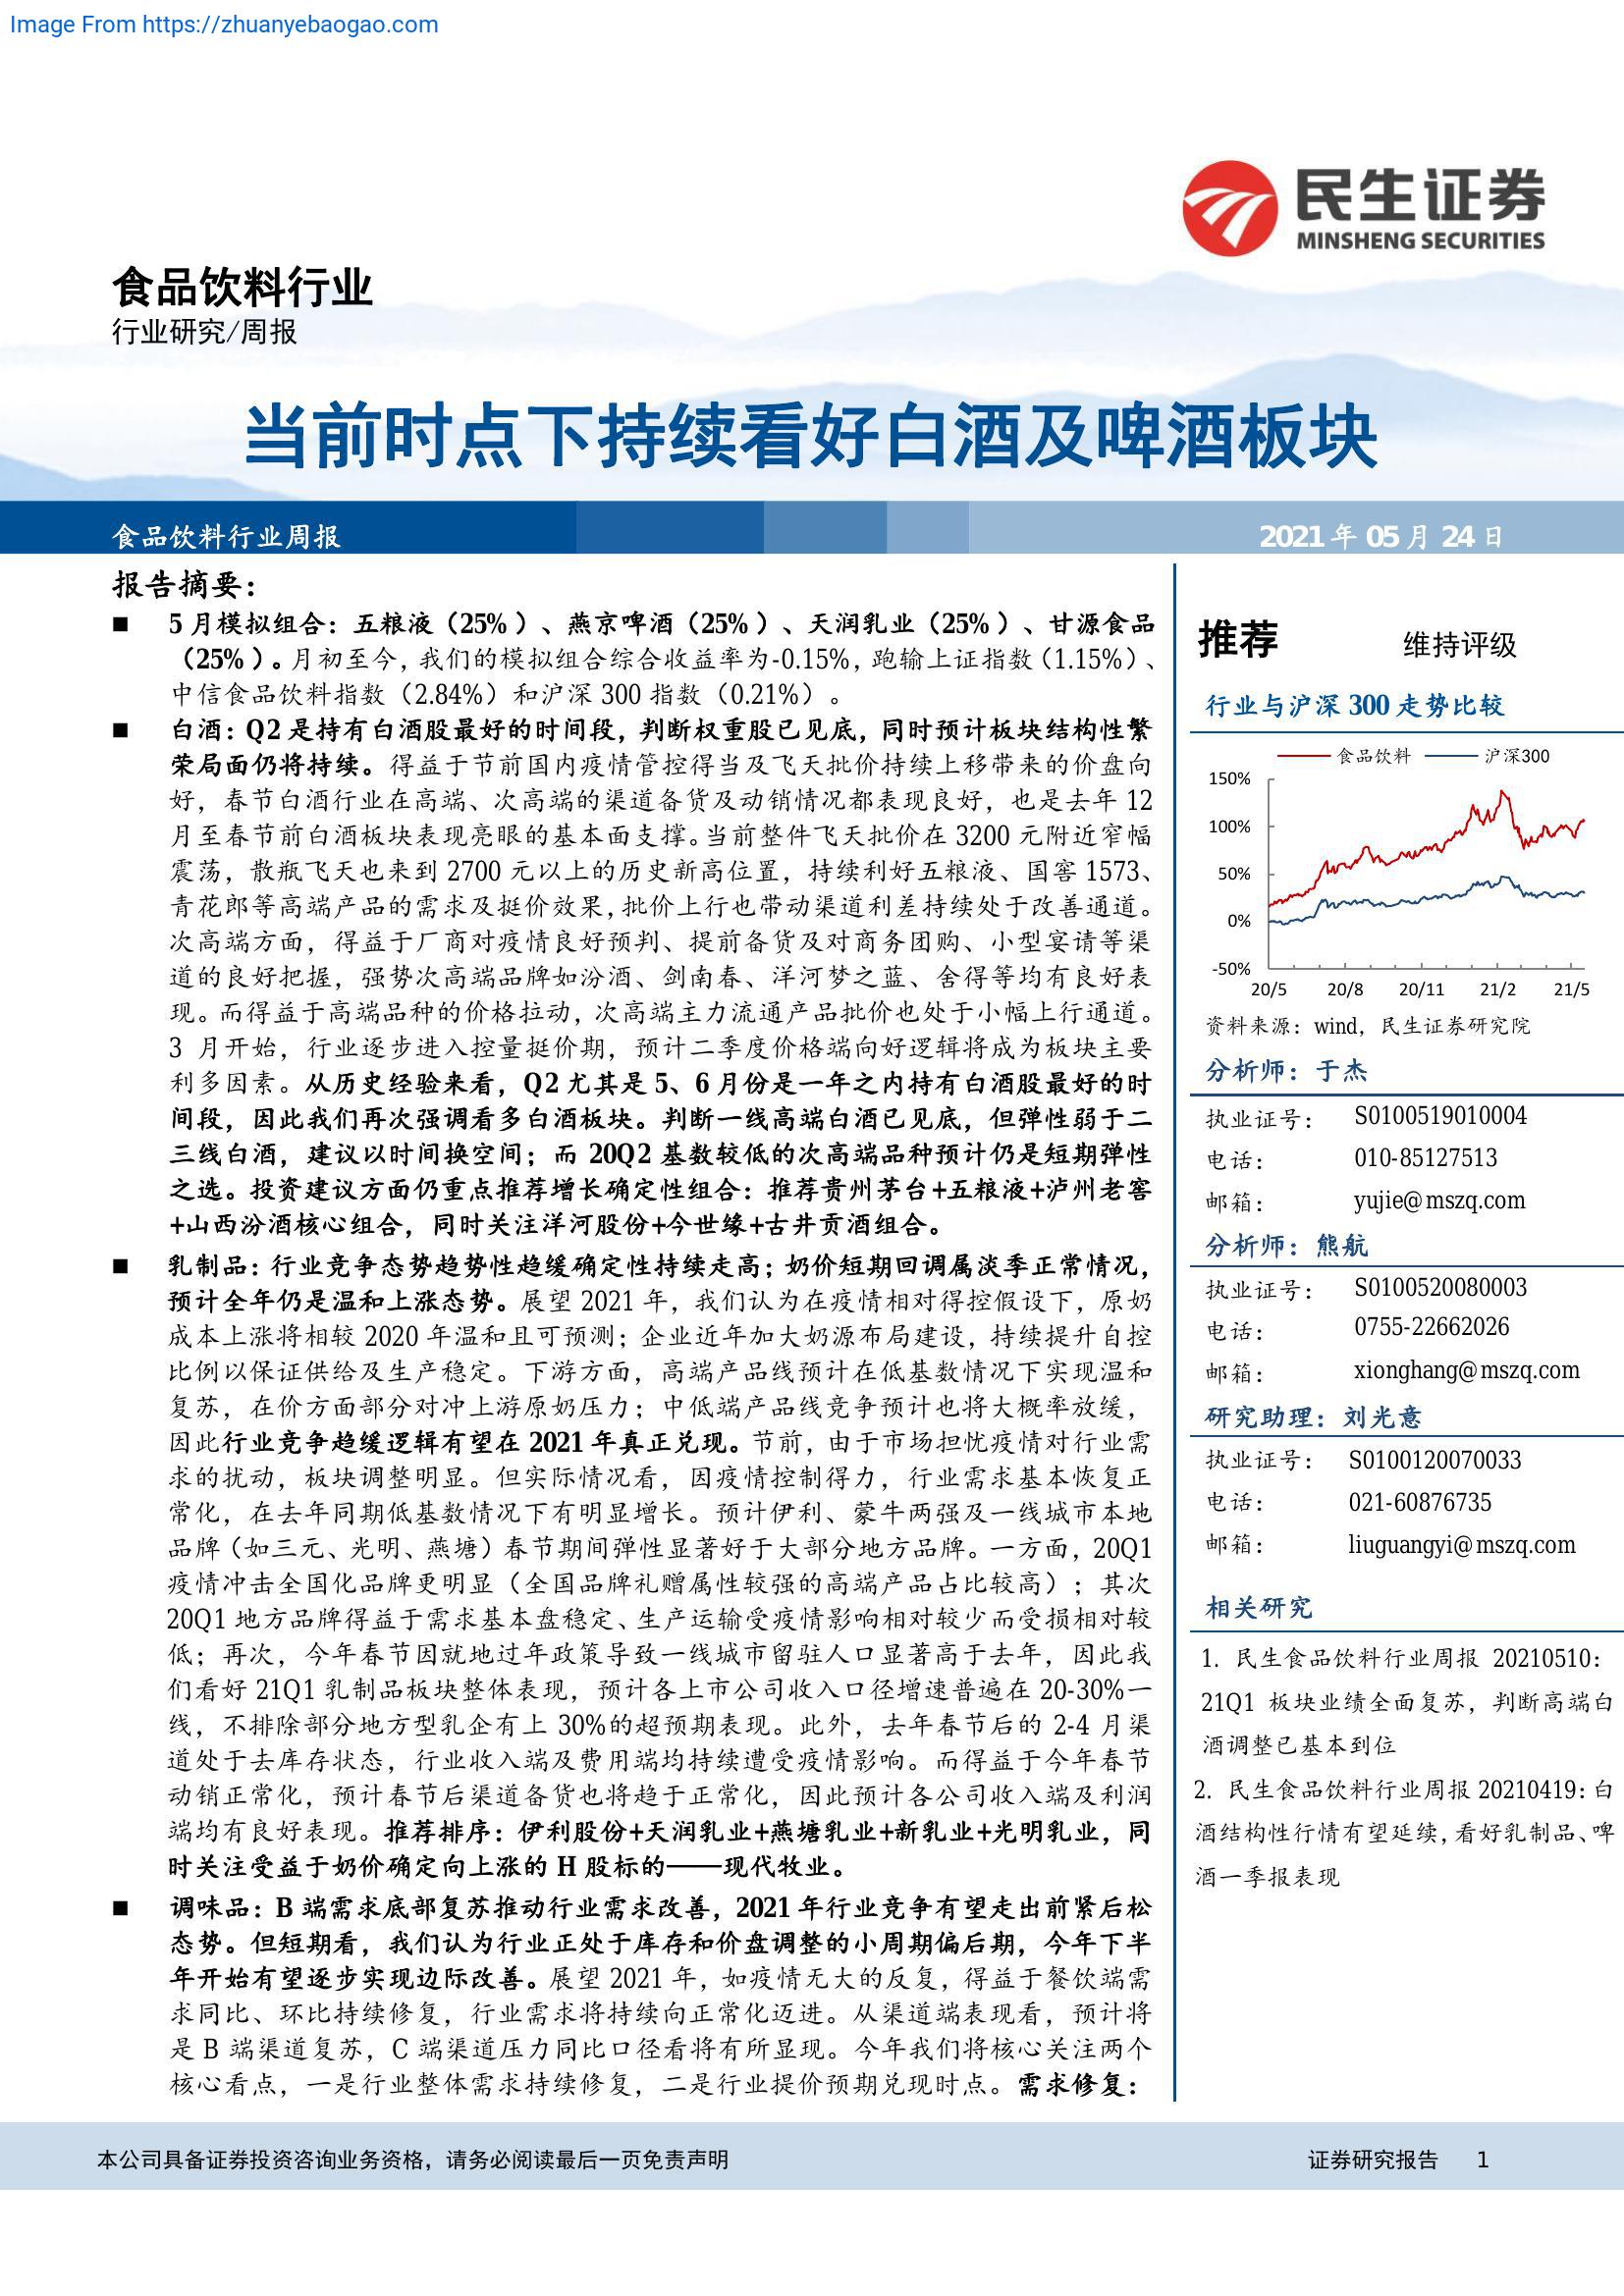 Image From https://zhuanyebaogao.com
民生证券
MINSHENG SECURITIES
食品饮料行业
行业研究/周报
当前时点下持续看好白酒及啤酒板块
食品饮料行业周报
2021 年 05 月 24 日
报告摘要：
■ 5 月模拟组合：五粮液（25%）、燕京啤酒（25%）、天润乳业（25%）、甘源食品
（25%）。月初至今，我们的模拟组合综合收益率为-0.15%，跑输上证指数（1.15%）、
中信食品饮料指数（2.84%）和沪深 300 指数（0.21%）。
■ 白酒：Q2 是持有白酒股最好的时间段，判断权重股已见底，同时预计板块结构性繁
荣局面仍将持续。得益于节前国内疫情管控得当及飞天批价持续上移带来的价盘向
好，春节白酒行业在高端、次高端的渠道备货及动销情况都表现良好，也是去年 12
月至春节前白酒板块表现亮眼的基本面支撑。当前整件飞天批价在 3200 元附近窄幅
震荡，散瓶飞天也来到 2700 元以上的历史新高位置，持续利好五粮液、国窖 1573、
青花郎等高端产品的需求及挺价效果，批价上行也带动渠道利差持续处于改善通道。
次高端方面，得益于厂商对疫情良好预判、提前备货及对商务团购、小型宴请等渠
道的良好把握，强势次高端品牌如汾酒、剑南春、洋河梦之蓝、舍得等均有良好表
现。而得益于高端品种的价格拉动，次高端主力流通产品批价也处于小幅上行通道。
3 月开始，行业逐步进入控量挺价期，预计二季度价格端向好逻辑将成为板块主要
利多因素。从历史经验来看，Q2 尤其是 5、6 月份是一年之内持有白酒股最好的时
间段，因此我们再次强调看多白酒板块。判断一线高端白酒已见底，但弹性弱于二
三线白酒，建议以时间换空间；而 20Q2 基数较低的次高端品种预计仍是短期弹性
之选。投资建议方面仍重点推荐增长确定性组合：推荐贵州茅台+五粮液+泸州老窖
+山西汾酒核心组合，同时关注洋河股份+今世缘+古井贡酒组合。
■ 乳制品：行业竞争态势趋势性趋缓确定性持续走高；奶价短期回调属淡季正常情况，
预计全年仍是温和上涨态势。展望 2021 年，我们认为在疫情相对得控假设下，原奶
成本上涨将相较 2020 年温和且可预测；企业近年加大奶源布局建设，持续提升自控
比例以保证供给及生产稳定。下游方面，高端产品线预计在低基数情况下实现温和
复苏，在价方面部分对冲上游原奶压力；中低端产品线竞争预计也将大概率放缓，
因此行业竞争趋缓逻辑有望在 2021 年真正兑现。节前，由于市场担忧疫情对行业需
求的扰动，板块调整明显。但实际情况看，因疫情控制得力，行业需求基本恢复正
常化，在去年同期低基数情况下有明显增长。预计伊利、蒙牛两强及一线城市本地
品牌（如三元、光明、燕塘）春节期间弹性显著好于大部分地方品牌。一方面，20Q1
疫情冲击全国化品牌更明显（全国品牌礼赠属性较强的高端产品占比较高）；其次
20Q1 地方品牌得益于需求基本盘稳定、生产运输受疫情影响相对较少而受损相对较
低；再次，今年春节因就地过年政策导致一线城市留驻人口显著高于去年，因此我
们看好 21Q1 乳制品板块整体表现，预计各上市公司收入口径增速普遍在 20-30%一
线，不排除部分地方型乳企有上 30%的超预期表现。此外，去年春节后的 2-4 月渠
道处于去库存状态，行业收入端及费用端均持续遭受疫情影响。而得益于今年春节
动销正常化，预计春节后渠道备货也将趋于正常化，因此预计各公司收入端及利润
端均有良好表现。推荐排序：伊利股份+天润乳业+燕塘乳业+新乳业+光明乳业，同
时关注受益于奶价确定向上涨的 H 股标的——现代牧业。
■ 调味品：B 端需求底部复苏推动行业需求改善，2021 年行业竞争有望走出前紧后松
态势。但短期看，我们认为行业正处于库存和价盘调整的小周期偏后期，今年下半
年开始有望逐步实现边际改善。展望 2021 年，如疫情无大的反复，得益于餐饮端需
求同比、环比持续修复，行业需求将持续向正常化迈进。从渠道端表现看，预计将
是 B 端渠道复苏，C 端渠道压力同比口径看将有所显现。今年我们将核心关注两个
核心看点，一是行业整体需求持续修复，二是行业提价预期兑现时点。需求修复：
推荐 维持评级
行业与沪深 300 走势比较
食品饮料 沪深300
150%
100%
50%
0%
-50%
20/5 20/8 20/11 21/2 21/5
资料来源：wind，民生证券研究院
分析师：于杰
执业证号： S0100519010004
电话： 010-85127513
邮箱： yujie@mszq.com
分析师：熊航
执业证号： S0100520080003
电话： 0755-22662026
邮箱： xionghang@mszq.com
研究助理：刘光意
执业证号： S0100120070033
电话： 021-60876735
邮箱： liuguangyi@mszq.com
相关研究
1. 民生食品饮料行业周报 20210510：
21Q1 板块业绩全面复苏，判断高端白
酒调整已基本到位
2. 民生食品饮料行业周报 20210419：白
酒结构性行情有望延续，看好乳制品、啤
酒一季报表现
本公司具备证券投资咨询业务资格，请务必阅读最后一页免责声明
证券研究报告 1